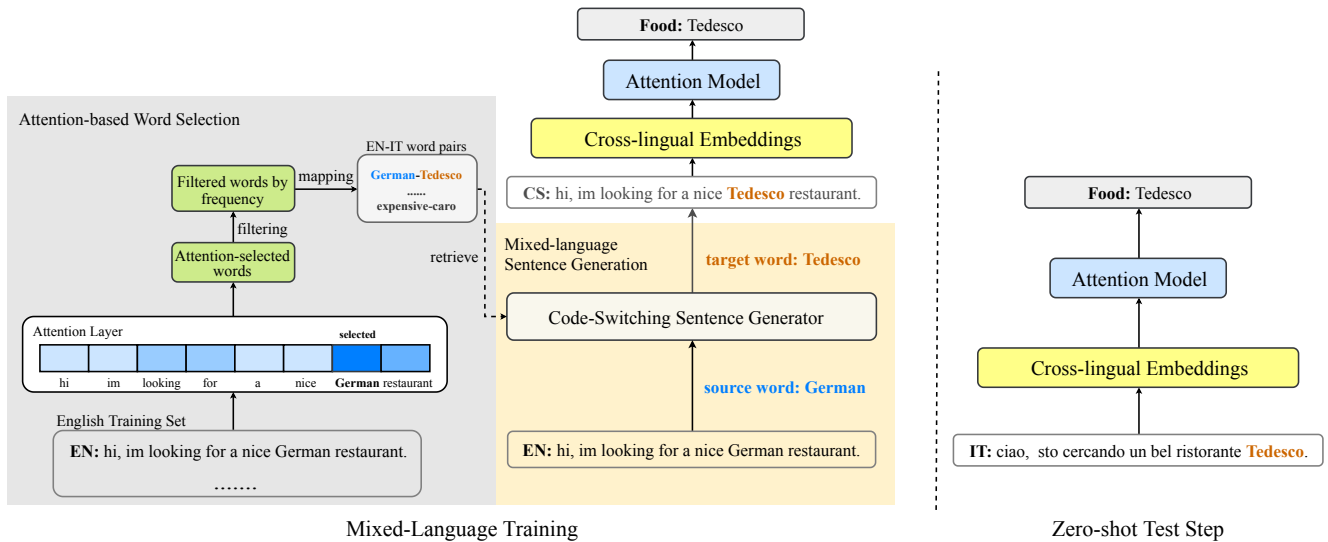 Attention-based Word Selection
EN-IT word pairs
German-Tedesco
......
expensive-caro
mapping
Filtered words by
frequency
filtering
Attention-selected
words
retrieve
Attention Layer
selected
hi im looking for a nice German restaurant
English Training Set
EN: hi, im looking for a nice German restaurant.
.......
Food: Tedesco
Attention Model
Cross-lingual Embeddings
CS: hi, im looking for a nice Tedesco restaurant.
Mixed-language
Sentence Generation
target word: Tedesco
Code-Switching Sentence Generator
source word: German
EN: hi, im looking for a nice German restaurant.
Mixed-Language Training
Food: Tedesco
Attention Model
Cross-lingual Embeddings
IT: ciao, sto cercando un bel ristorante Tedesco.
Zero-shot Test Step